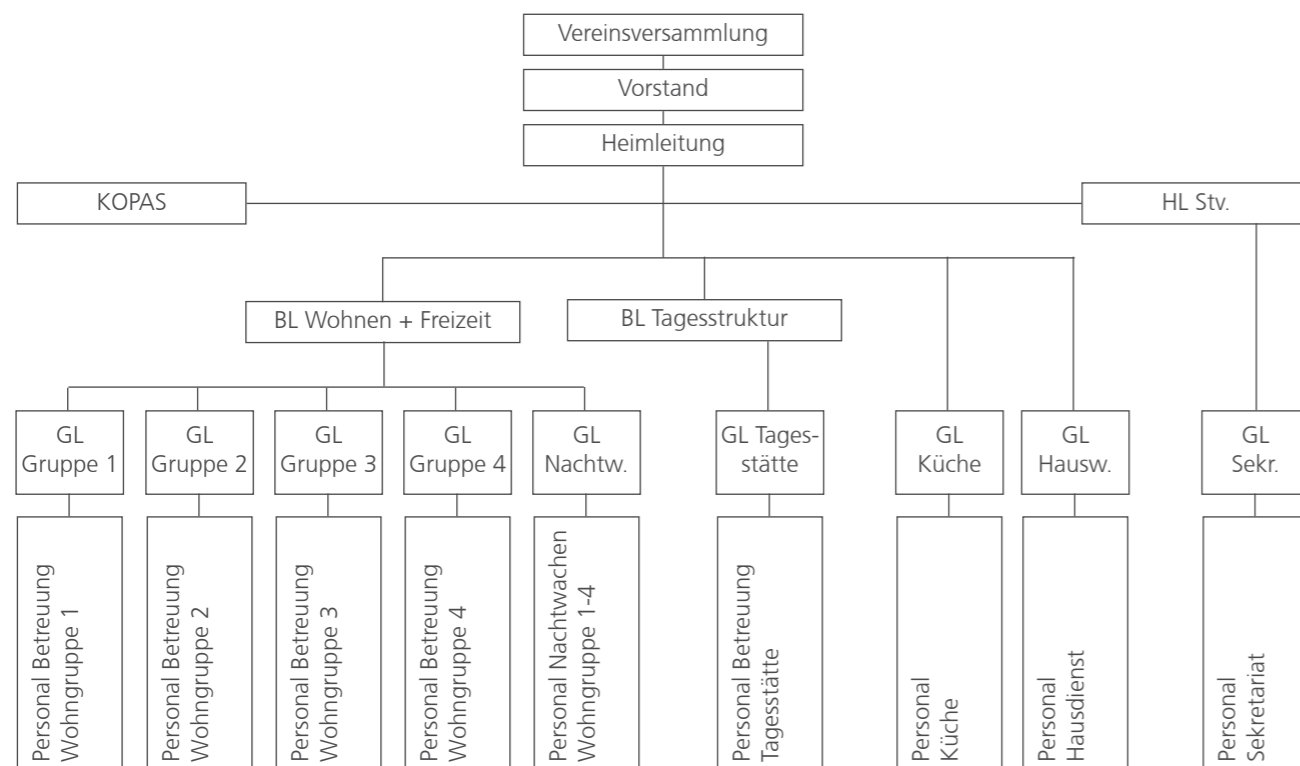 Vereinsversammlung
Vorstand
Heimleitung
KOPAS
HL Stv.
BL Wohnen + Freizeit
BL Tagesstruktur
GL
Gruppe 1
GL
Gruppe 2
GL
Gruppe 3
GL
Gruppe 4
GL
Nachtw.
GL Tages-
stätte
GL
Küche
GL
Hausw.
GL
Sekr.
Personal Betreuung
Wohngruppe 1
Personal Betreuung
Wohngruppe 2
Personal Betreuung
Wohngruppe 3
Personal Betreuung
Wohngruppe 4
Personal Nachtwachen
Wohngruppe 1-4
Personal Betreuung
Tagesstätte
Personal
Küche
Personal
Hausdienst
Personal
Sekretariat